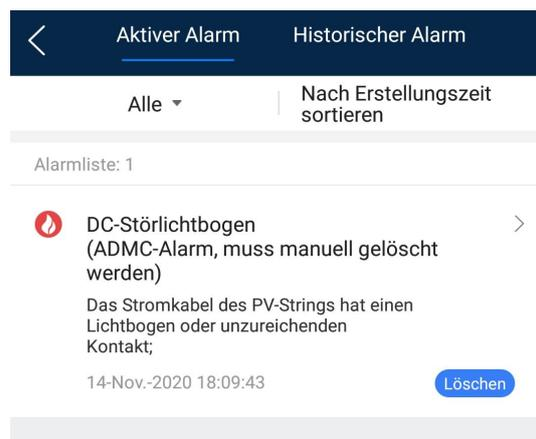 Aktiver Alarm Historischer Alarm
Alle Nach Erstellungszeit
sortieren
Alarmliste: 1
DC-Störlichtbogen
(ADMC-Alarm, muss manuell gelöscht
werden)
Das Stromkabel des PV-Strings hat einen
Lichtbogen oder unzureichenden
Kontakt;
14-Nov.-2020 18:09:43 Löschen